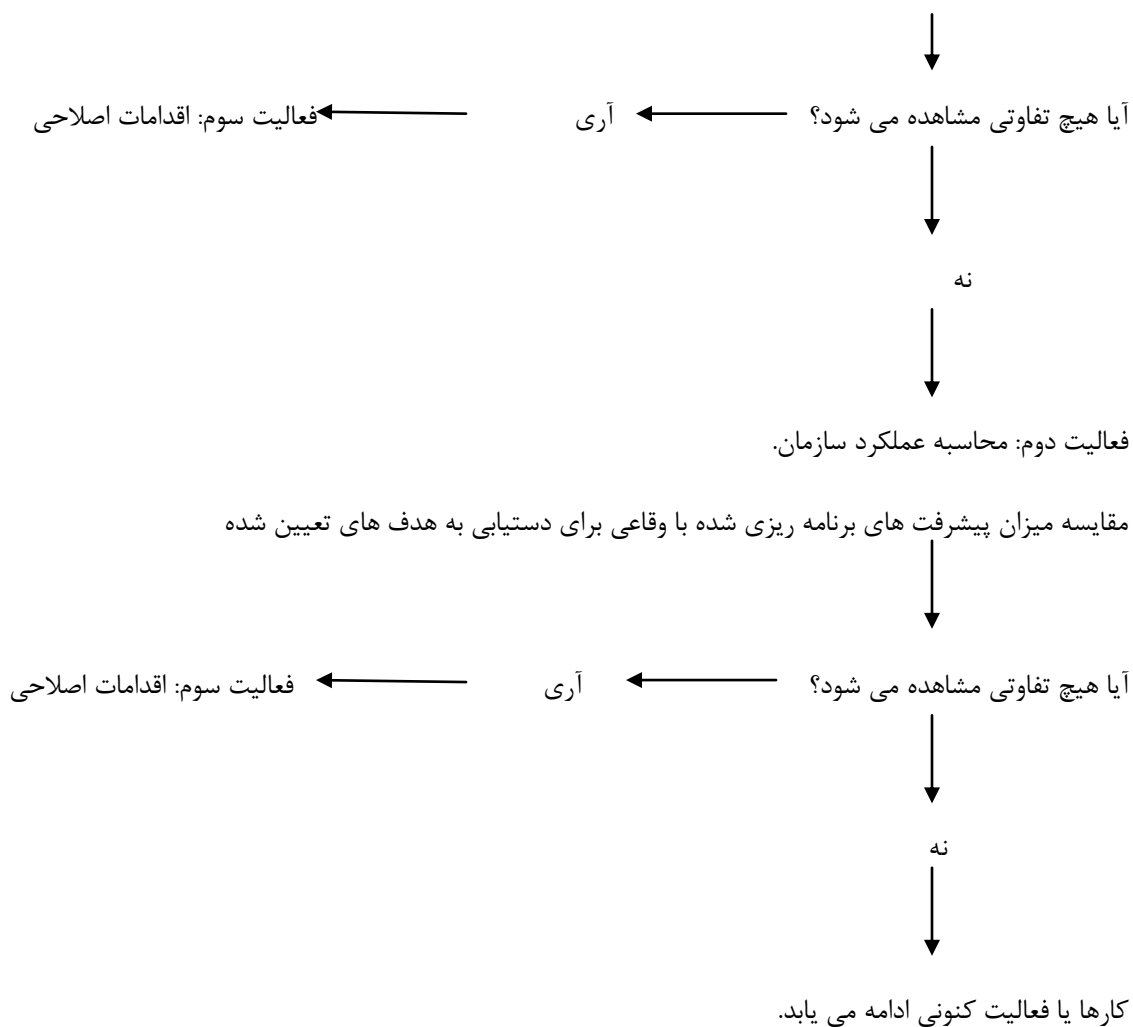 آیا هیچ تفاوتی مشاهده می شود؟ آری فعالیت سوم: اقدامات اصلاحی
نه
فعالیت دوم: محاسبه عملکرد سازمان.
مقایسه میزان پیشرفت های برنامه ریزی شده با وقاعی برای دستیابی به هدف های تعیین شده
آیا هیچ تفاوتی مشاهده می شود؟ آری فعالیت سوم: اقدامات اصلاحی
نه
کارها یا فعالیت کنونی ادامه می یابد.